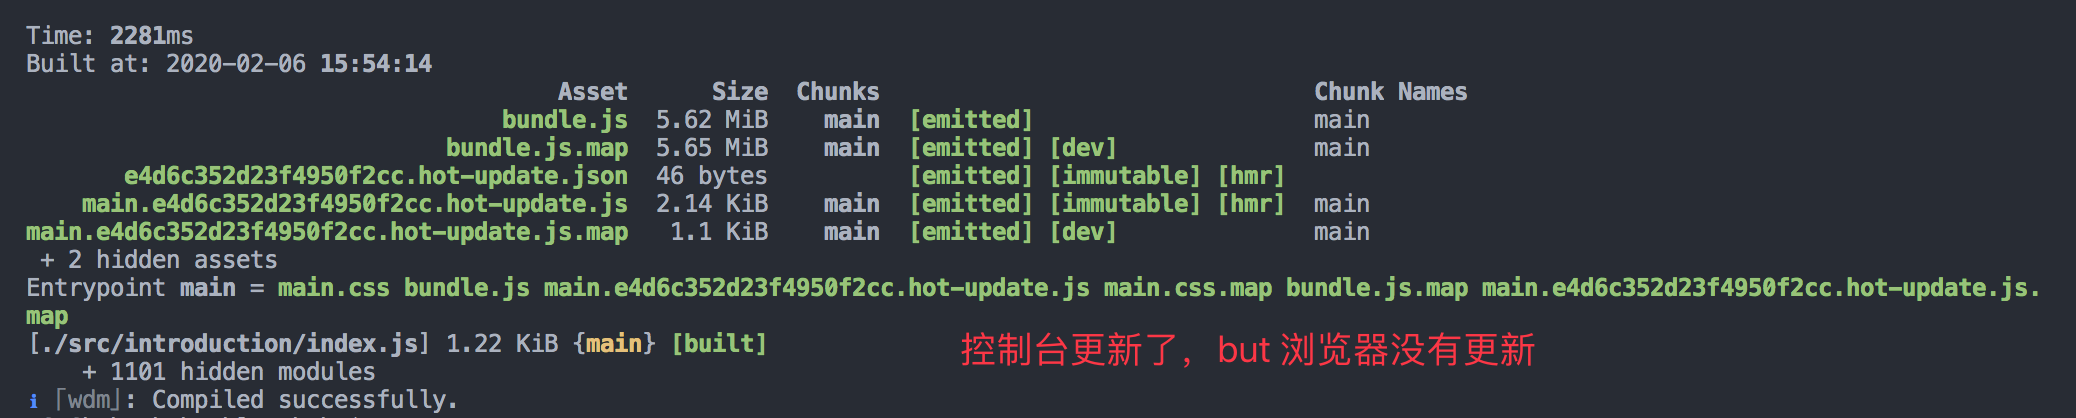 Time: 2281ms
Built at: 2020-02-06 15:54:14
Asset Size Chunks Chunk Names
bundle.js 5.62 MiB main [emitted] main
bundle.js.map 5.65 MiB main [emitted] [dev] main
e4d6c352d23f4950f2cc.hot-update.json 46 bytes [emitted] [immutable] [hmr]
main.e4d6c352d23f4950f2cc.hot-update.js 2.14 KiB main [emitted] [immutable] [hmr] main
main.e4d6c352d23f4950f2cc.hot-update.js.map 1.1 KiB main [emitted] [dev] main
+ 2 hidden assets
Entrypoint main = main.css bundle.js main.e4d6c352d23f4950f2cc.hot-update.js main.css.map bundle.js.map main.e4d6c352d23f4950f2cc.hot-update.js.
map
[./src/introduction/index.js] 1.22 KiB {main} [built]
控制台更新了，but 浏览器没有更新
+ 1101 hidden modules
ℹ ｢wdm｣: Compiled successfully.